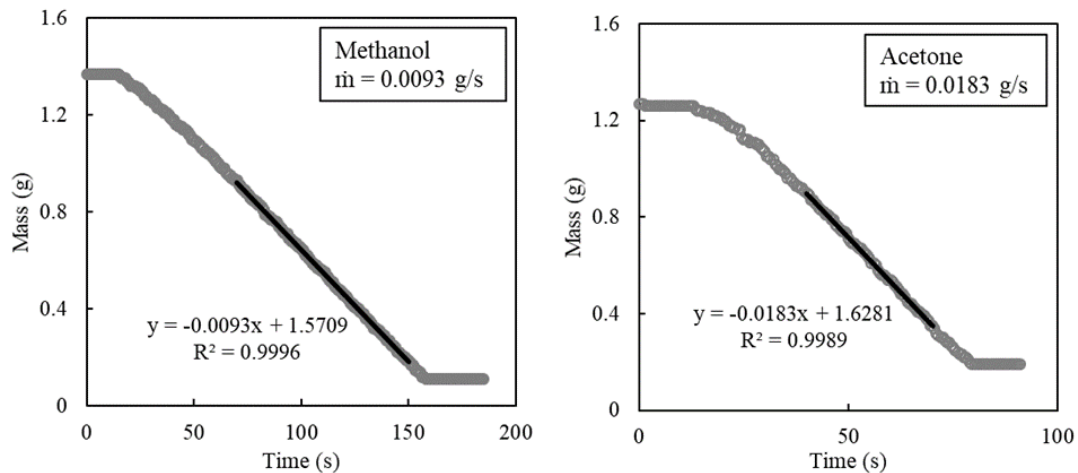 1.6
1.2
0.8
0.4
0
Mass (g)
Methanol
ṁ = 0.0093 g/s
y = -0.0093x + 1.5709
R² = 0.9996
0 50 100 150 200
Time (s)
1.6
1.2
0.8
0.4
0
Mass (g)
Acetone
ṁ = 0.0183 g/s
y = -0.0183x + 1.6281
R² = 0.9989
0 50 100
Time (s)